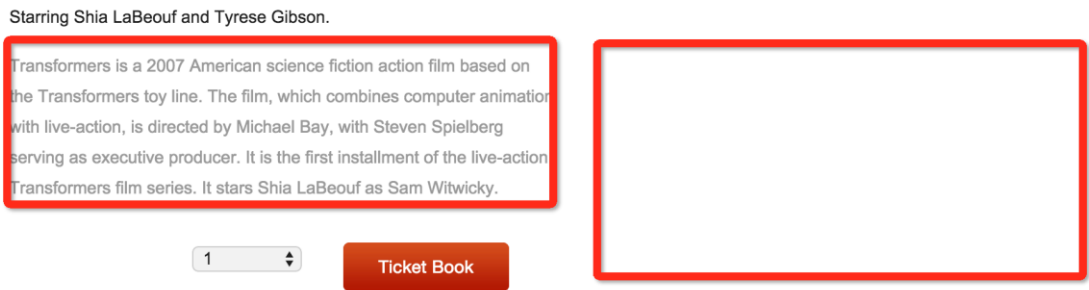 Starring Shia LaBeouf and Tyrese Gibson.
Transformers is a 2007 American science fiction action film based on
the Transformers toy line. The film, which combines computer animation
with live-action, is directed by Michael Bay, with Steven Spielberg
serving as executive producer. It is the first installment of the live-action
Transformers film series. It stars Shia LaBeouf as Sam Witwicky.
1
Ticket Book